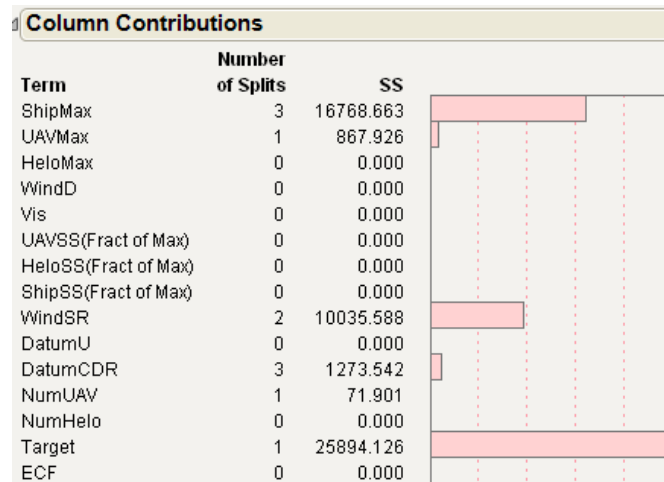 Column Contributions
Number
Term of Splits SS
ShipMax 3 16768.663
UAVMax 1 867.926
HeloMax 0 0.000
WindD 0 0.000
Vis 0 0.000
UAVSS(Fract of Max) 0 0.000
HeloSS(Fract of Max) 0 0.000
ShipSS(Fract of Max) 0 0.000
WindSR 2 10035.588
DatumU 0 0.000
DatumCDR 3 1273.542
NumUAV 1 71.901
NumHelo 0 0.000
Target 1 25894.126
ECF 0 0.000